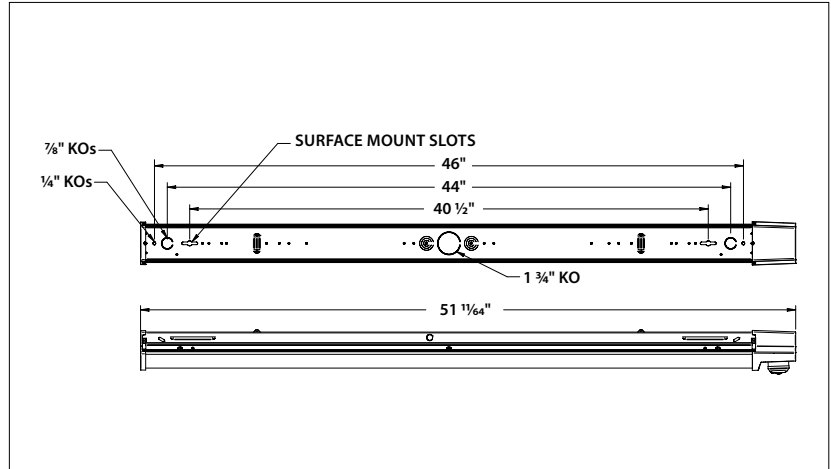 SURFACE MOUNT SLOTS
⅞" KOs
46"
¼" KOs
44"
40 ½"
1 ¾" KO
51 ¹¹⁄₆₄"